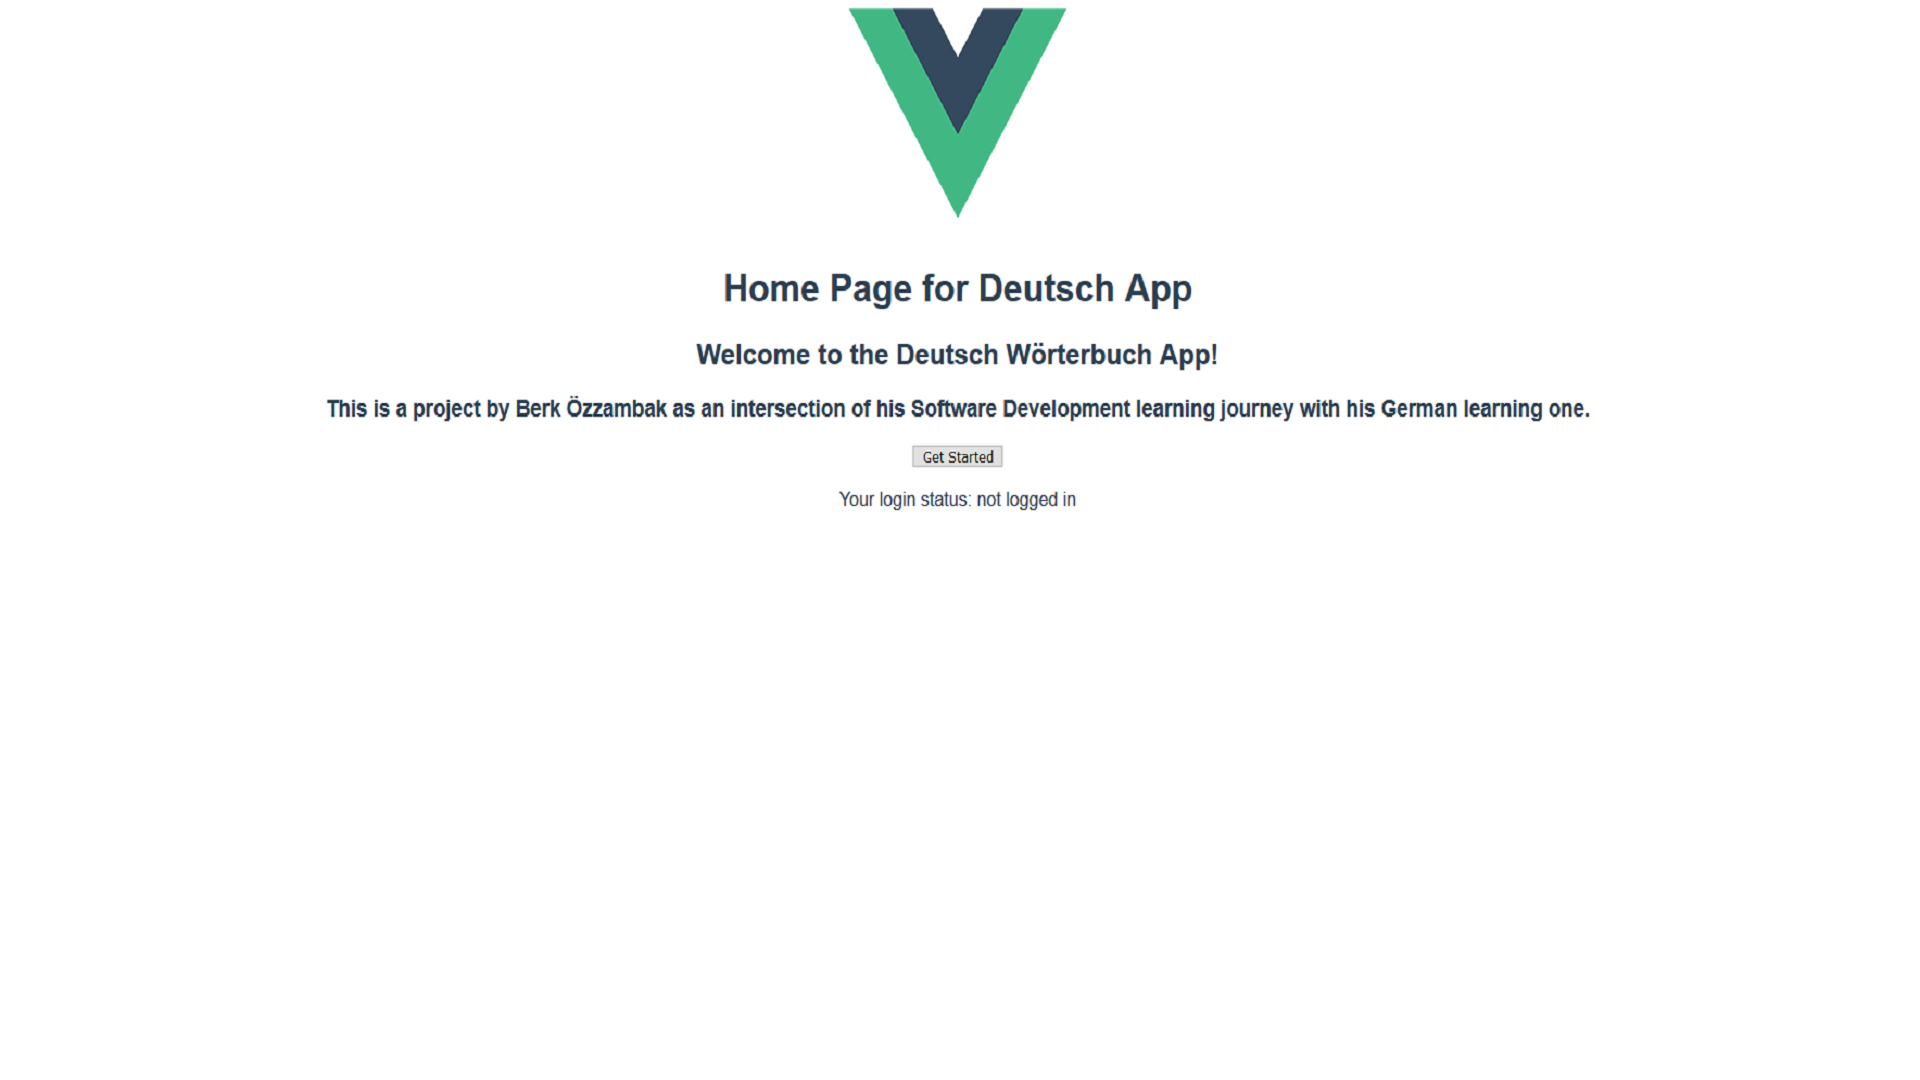 Home Page for Deutsch App
Welcome to the Deutsch Wörterbuch App!
This is a project by Berk Özzambak as an intersection of his Software Development learning journey with his German learning one.
Get Started
Your login status: not logged in